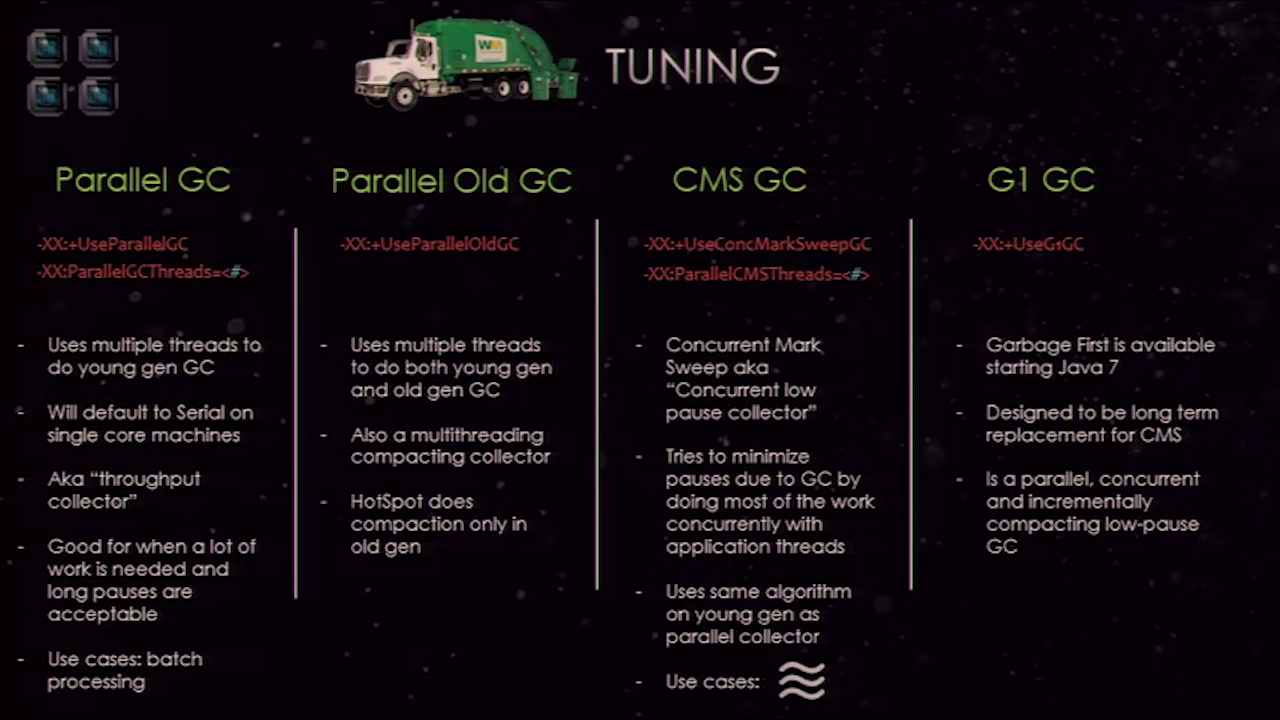 WM
TUNING
Parallel GC
-XX:+UseParallelGC
-XX:ParallelGCThreads=<#>
- Uses multiple threads to
do young gen GC
- Will default to Serial on
single core machines
- Aka “throughput
collector”
- Good for when a lot of
work is needed and
long pauses are
acceptable
- Use cases: batch
processing
Parallel Old GC
-XX:+UseParallelOldGC
- Uses multiple threads
to do both young gen
and old gen GC
- Also a multithreading
compacting collector
- HotSpot does
compaction only in
old gen
CMS GC
-XX:+UseConcMarkSweepGC
-XX:ParallelCMSThreads=<#>
- Concurrent Mark
Sweep aka
“Concurrent low
pause collector”
- Tries to minimize
pauses due to GC by
doing most of the work
concurrently with
application threads
- Uses same algorithm
on young gen as
parallel collector
- Use cases:
G1 GC
-XX:+UseG1GC
- Garbage First is available
starting Java 7
- Designed to be long term
replacement for CMS
- Is a parallel, concurrent
and incrementally
compacting low-pause
GC